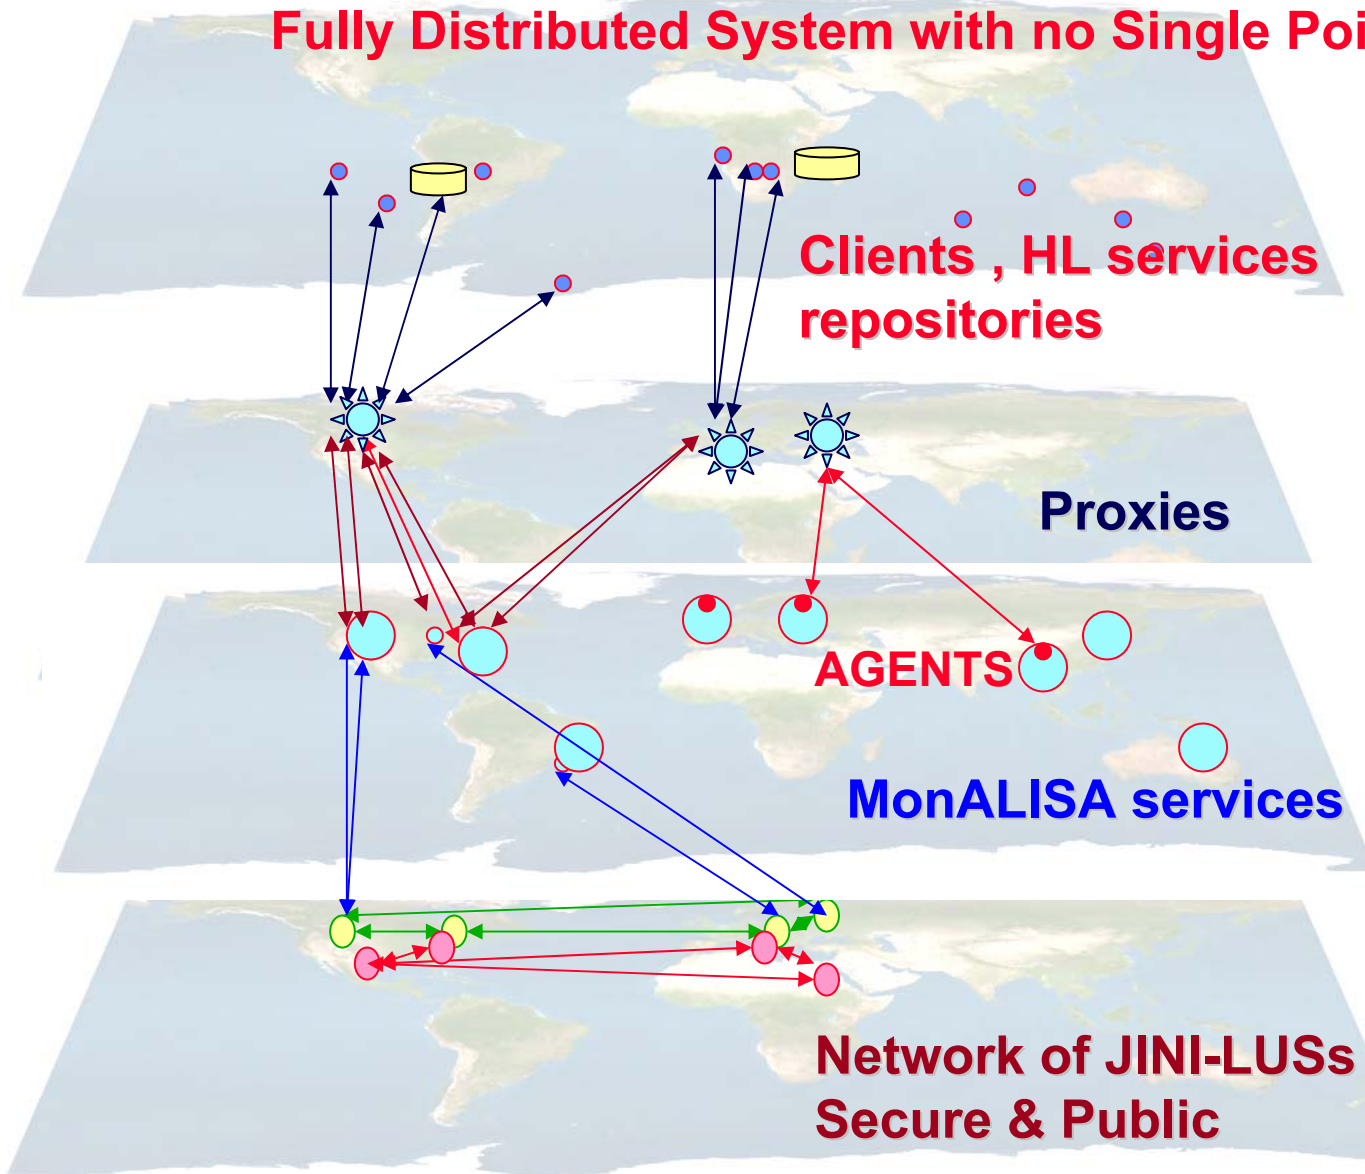 Fully Distributed System with no Single Poi
Clients , HL services
repositories
Proxies
AGENTS
MonALISA services
Network of JINI-LUSs
Secure & Public